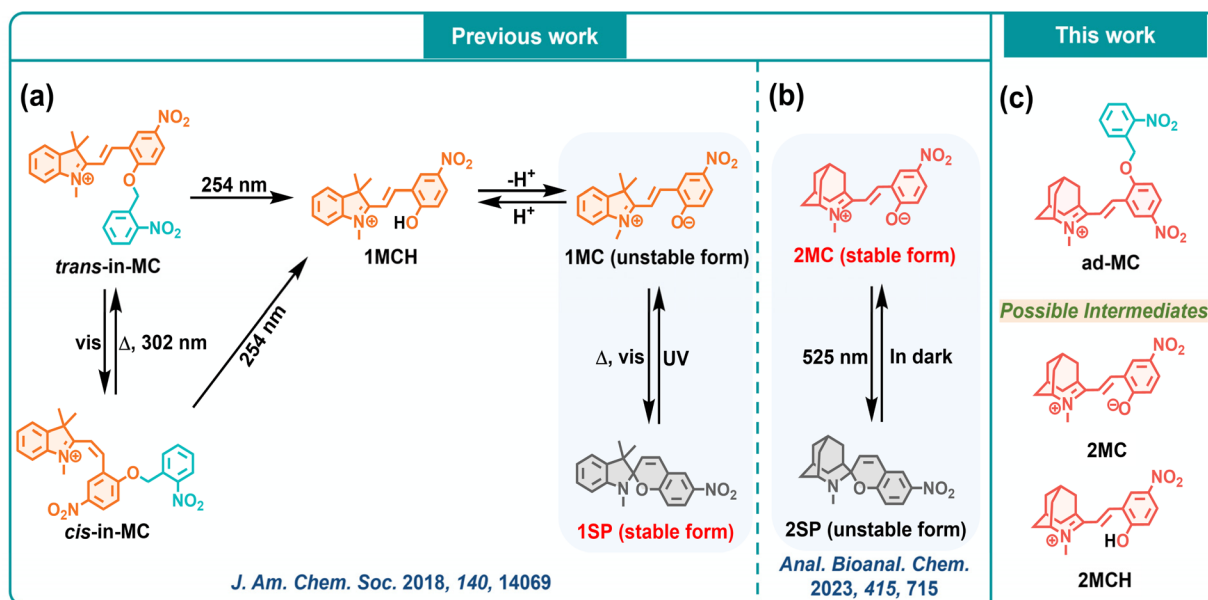 Previous work
This work
(a)
NO₂
N
⊕
O
NO₂
trans-in-MC
254 nm
NO₂
N
⊕
HO
1MCH
-H⁺
H⁺
NO₂
N
⊕
O⊖
1MC (unstable form)
vis
Δ, 302 nm
254 nm
N
⊕
O
O₂N
NO₂
cis-in-MC
Δ, vis
UV
N
O
NO₂
1SP (stable form)
J. Am. Chem. Soc. 2018, 140, 14069
(b)
NO₂
N
⊕
O⊖
2MC (stable form)
525 nm
In dark
N
O
NO₂
2SP (unstable form)
Anal. Bioanal. Chem.
2023, 415, 715
(c)
NO₂
O
N
⊕
NO₂
ad-MC
Possible Intermediates
NO₂
N
⊕
⊖
O
2MC
NO₂
N
⊕
HO
2MCH